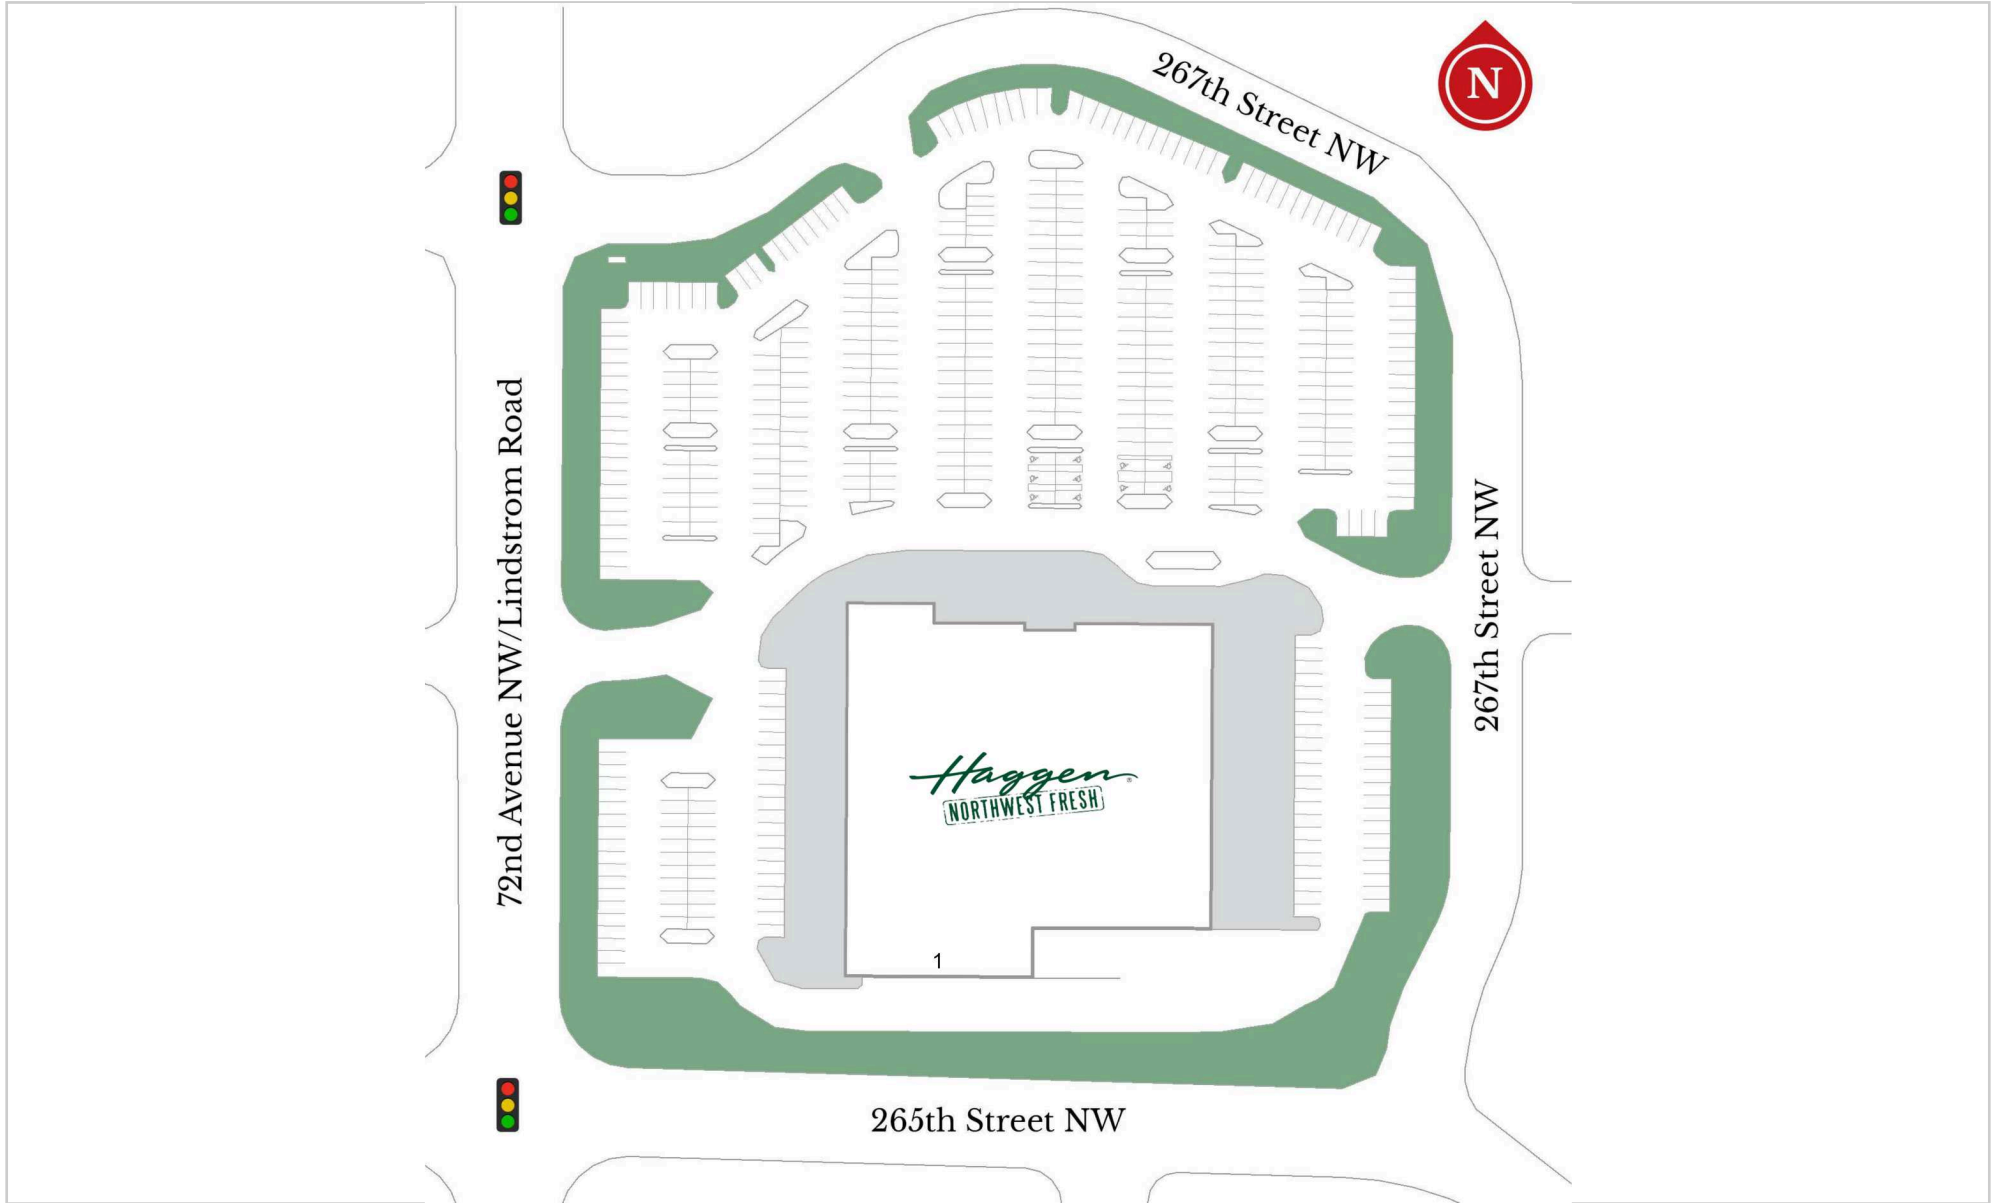 267th Street NW
N
72nd Avenue NW/Lindstrom Road
267th Street NW
Haggen
NORTHWEST FRESH
1
265th Street NW